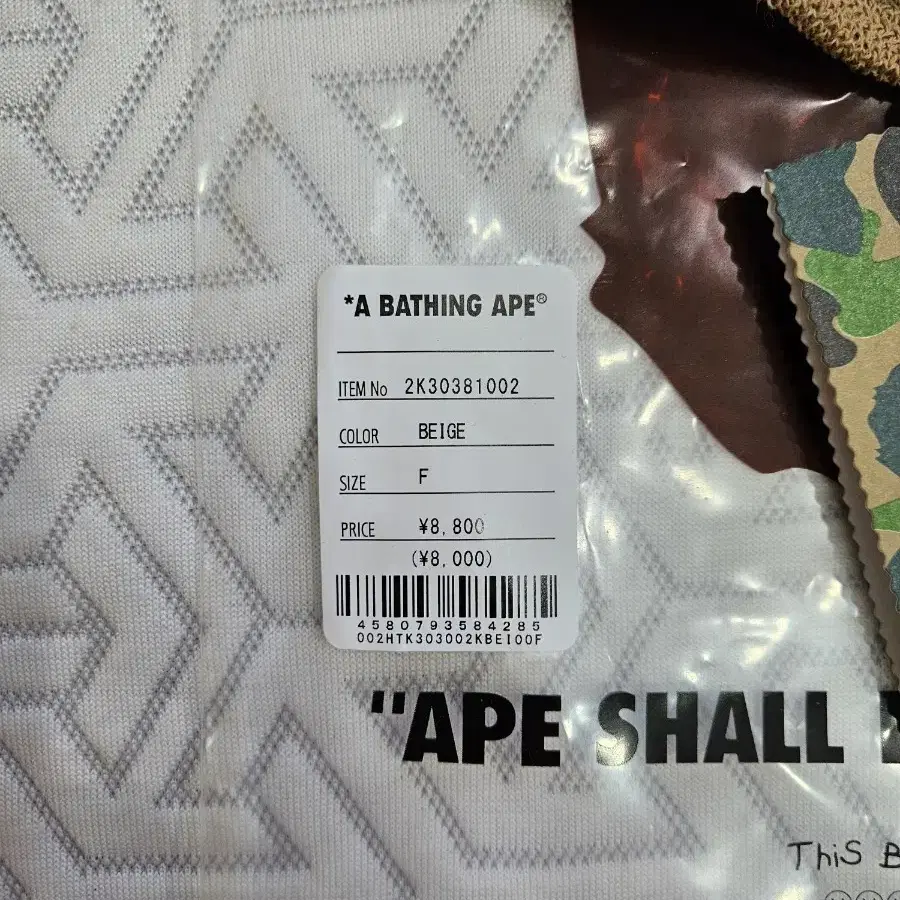 *A BATHING APE®
ITEM No 2K30381002
COLOR BEIGE
SIZE F
PRICE ¥8,800
(¥8,000)
4580793584285
002HTK303002KBEI00F
"APE SHALL
THiS